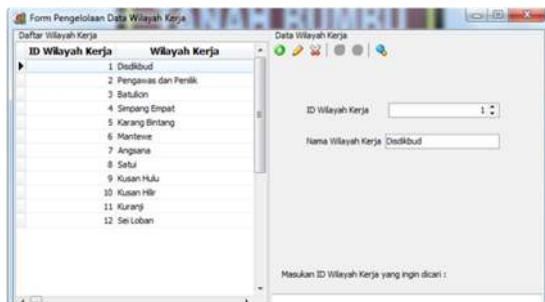 Form Pengelolaan Data Wilayah Kerja
TANAH BUMBU
Daftar Wilayah Kerja
ID Wilayah Kerja Wilayah Kerja
1 Disdikbud
2 Pengawas dan Penilik
3 Batulicin
4 Simpang Empat
5 Karang Bintang
6 Mantewe
7 Angsana
8 Satui
9 Kusan Hulu
10 Kusan Hilir
11 Kuranji
12 Sei Loban
Data Wilayah Kerja
ID Wilayah Kerja 1
Nama Wilayah Kerja Disdikbud
Masukan ID Wilayah Kerja yang ingin dicari :